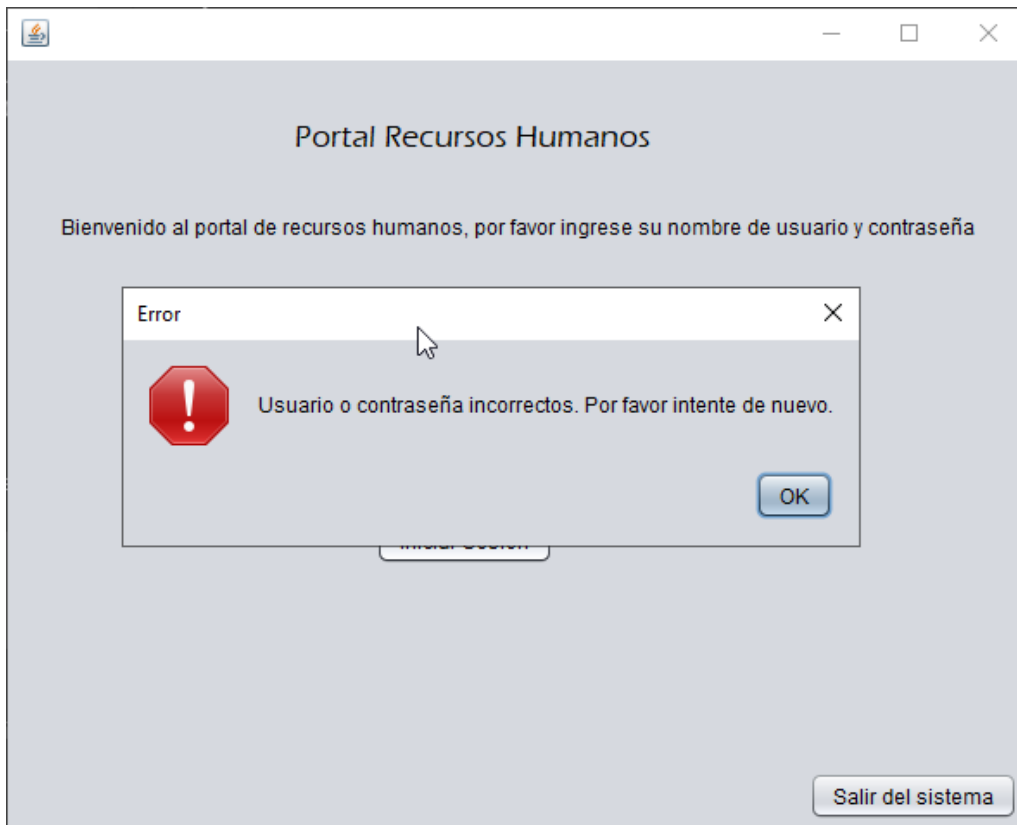 Portal Recursos Humanos
Bienvenido al portal de recursos humanos, por favor ingrese su nombre de usuario y contraseña
Error
Usuario o contraseña incorrectos. Por favor intente de nuevo.
OK
Salir del sistema